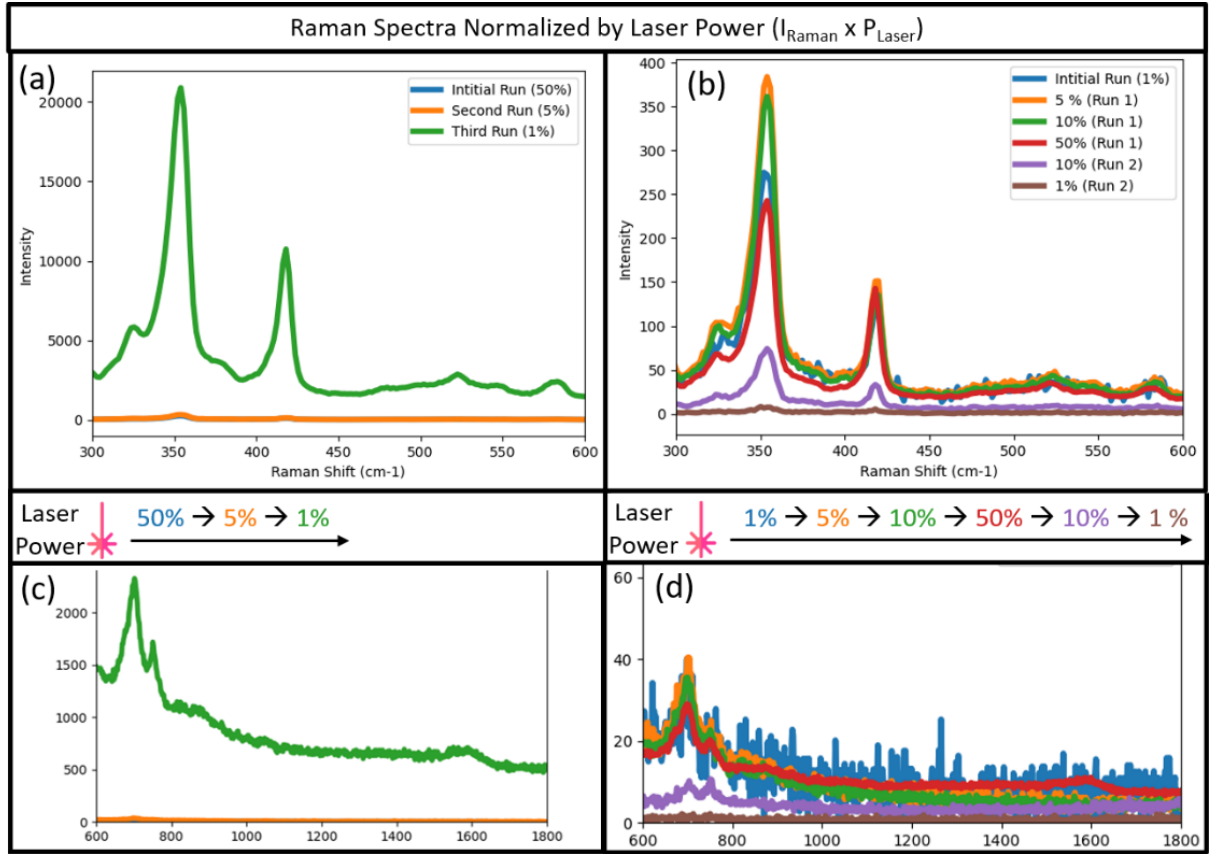 Raman Spectra Normalized by Laser Power (I_Raman x P_Laser)
(a)
Intitial Run (50%)
Second Run (5%)
Third Run (1%)
20000
15000
10000
5000
0
Intensity
300 350 400 450 500 550 600
Raman Shift (cm-1)
(b)
Intitial Run (1%)
5 % (Run 1)
10% (Run 1)
50% (Run 1)
10% (Run 2)
1% (Run 2)
400
350
300
250
200
150
100
50
0
Intensity
300 350 400 450 500 550 600
Raman Shift (cm-1)
Laser Power
50% → 5% → 1%
Laser Power
1% → 5% → 10% → 50% → 10% → 1 %
(c)
2000
1500
1000
500
0
600 800 1000 1200 1400 1600 1800
(d)
60
40
20
0
600 800 1000 1200 1400 1600 1800